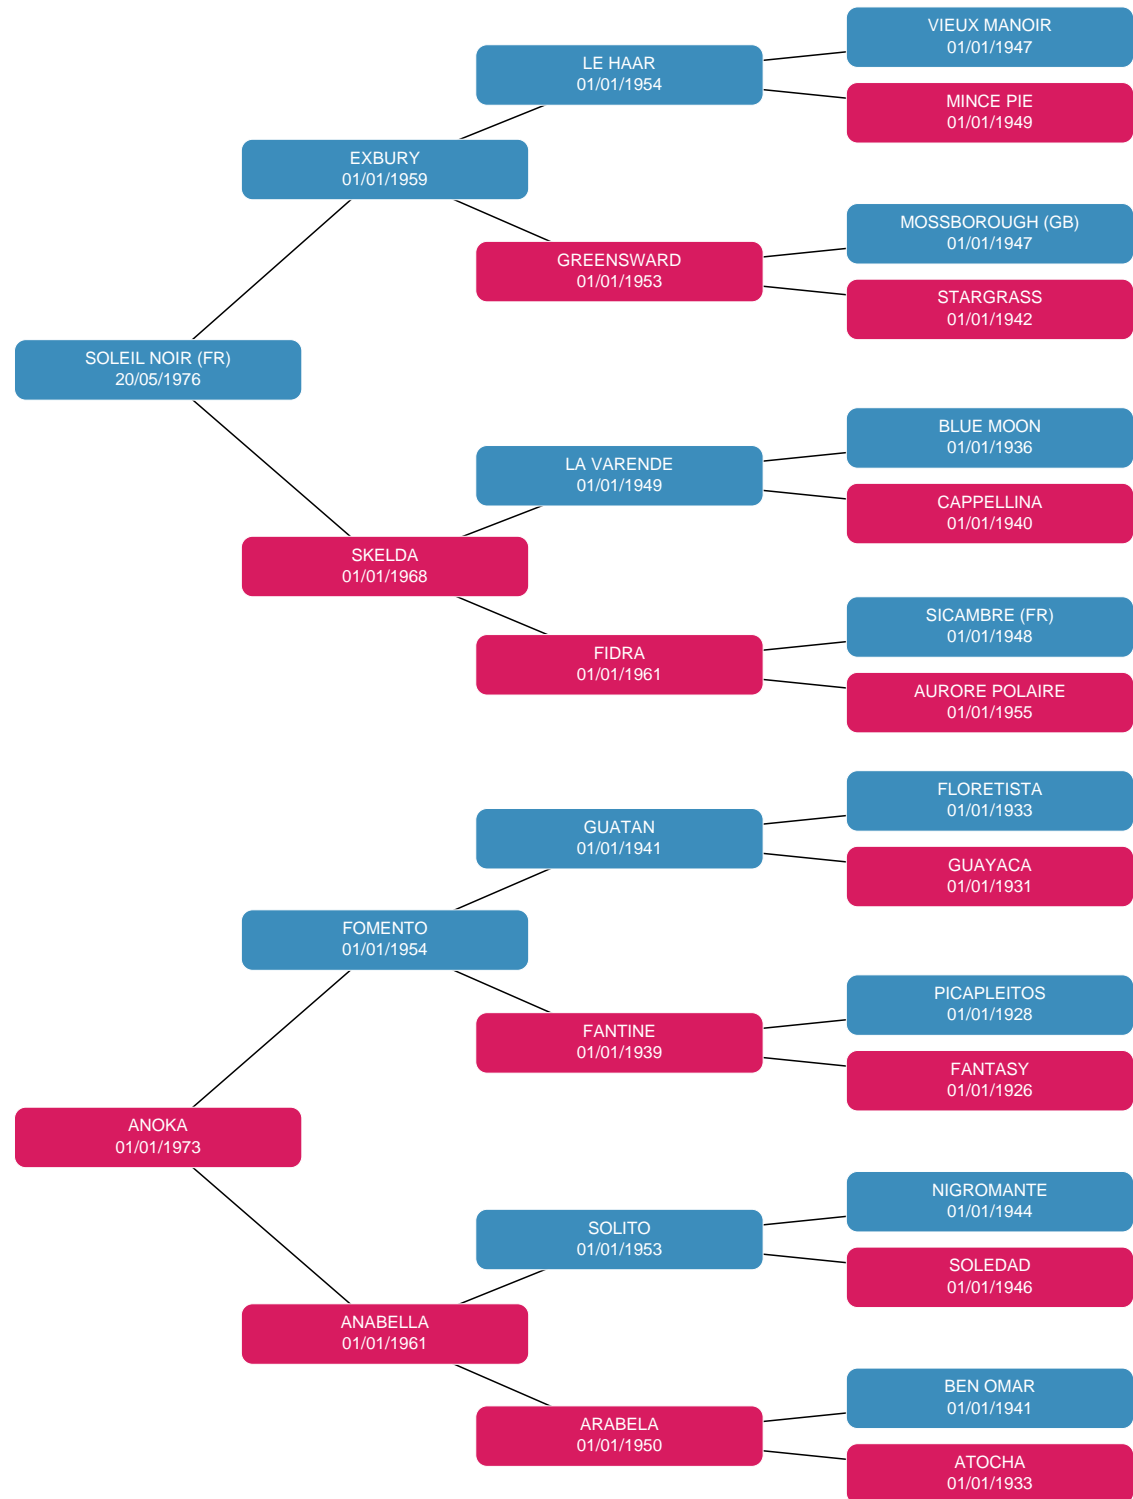 VIEUX MANOIR
01/01/1947
LE HAAR
01/01/1954
MINCE PIE
01/01/1949
EXBURY
01/01/1959
MOSSBOROUGH (GB)
01/01/1947
GREENSWARD
01/01/1953
STARGRASS
01/01/1942
SOLEIL NOIR (FR)
20/05/1976
BLUE MOON
01/01/1936
LA VARENDE
01/01/1949
CAPPELLINA
01/01/1940
SKELDA
01/01/1968
SICAMBRE (FR)
01/01/1948
FIDRA
01/01/1961
AURORE POLAIRE
01/01/1955
FLORETISTA
01/01/1933
GUATAN
01/01/1941
GUAYACA
01/01/1931
FOMENTO
01/01/1954
PICAPLEITOS
01/01/1928
FANTINE
01/01/1939
FANTASY
01/01/1926
ANOKA
01/01/1973
NIGROMANTE
01/01/1944
SOLITO
01/01/1953
SOLEDAD
01/01/1946
ANABELLA
01/01/1961
BEN OMAR
01/01/1941
ARABELA
01/01/1950
ATOCHA
01/01/1933